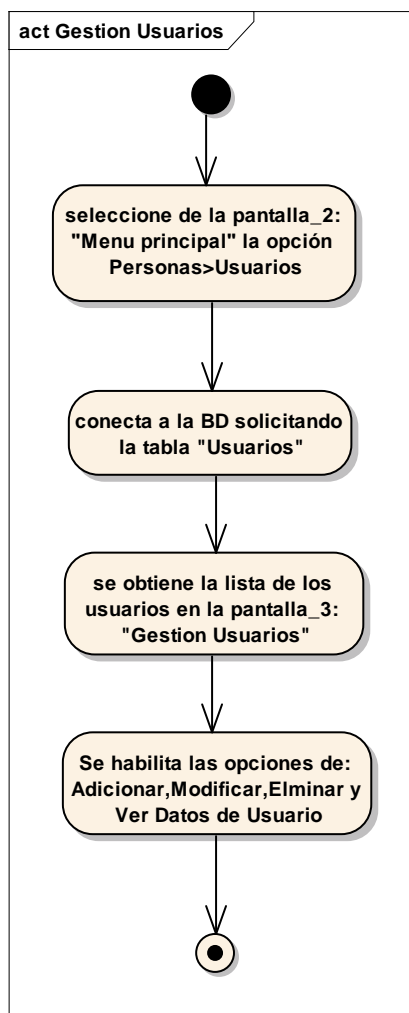 act Gestion Usuarios
seleccione de la pantalla_2:
"Menu principal" la opción
Personas>Usuarios
conecta a la BD solicitando
la tabla "Usuarios"
se obtiene la lista de los
usuarios en la pantalla_3:
"Gestion Usuarios"
Se habilita las opciones de:
Adicionar,Modificar,Elminar y
Ver Datos de Usuario